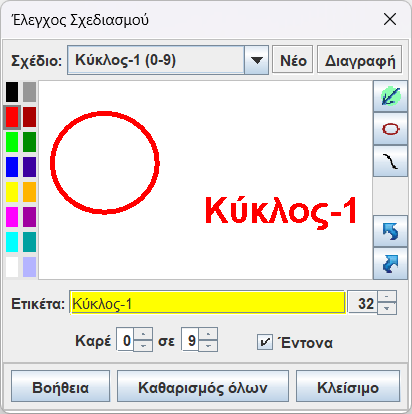 Έλεγχος Σχεδιασμού
Σχέδιο: Κύκλος-1 (0-9) Νέο Διαγραφή
Κύκλος-1
Ετικέτα: Κύκλος-1 32
Καρέ 0 σε 9 Έντονα
Βοήθεια Καθαρισμός όλων Κλείσιμο